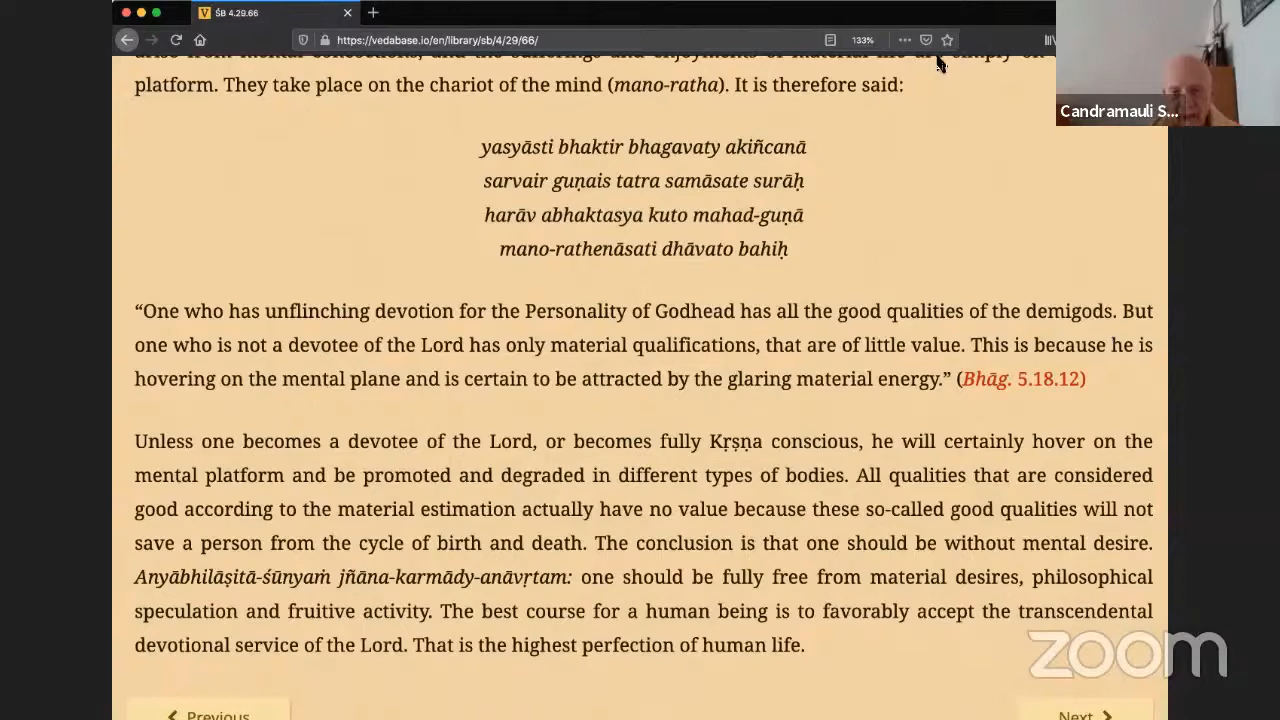 ŚB 4.29.66
https://vedabase.io/en/library/sb/4/29/66/
133%
platform. They take place on the chariot of the mind (mano-ratha). It is therefore said:
Candramauli S...
yasyāsti bhaktir bhagavaty akiñcanā
sarvair guṇais tatra samāsate surāḥ
harāv abhaktasya kuto mahad-guṇā
mano-rathenāsati dhāvato bahiḥ
“One who has unflinching devotion for the Personality of Godhead has all the good qualities of the demigods. But
one who is not a devotee of the Lord has only material qualifications, that are of little value. This is because he is
hovering on the mental plane and is certain to be attracted by the glaring material energy.” (Bhāg. 5.18.12)
Unless one becomes a devotee of the Lord, or becomes fully Kṛṣṇa conscious, he will certainly hover on the
mental platform and be promoted and degraded in different types of bodies. All qualities that are considered
good according to the material estimation actually have no value because these so-called good qualities will not
save a person from the cycle of birth and death. The conclusion is that one should be without mental desire.
Anyābhilāṣitā-śūnyaṁ jñāna-karmādy-anāvṛtam: one should be fully free from material desires, philosophical
speculation and fruitive activity. The best course for a human being is to favorably accept the transcendental
devotional service of the Lord. That is the highest perfection of human life.
zoom
Previous
Next